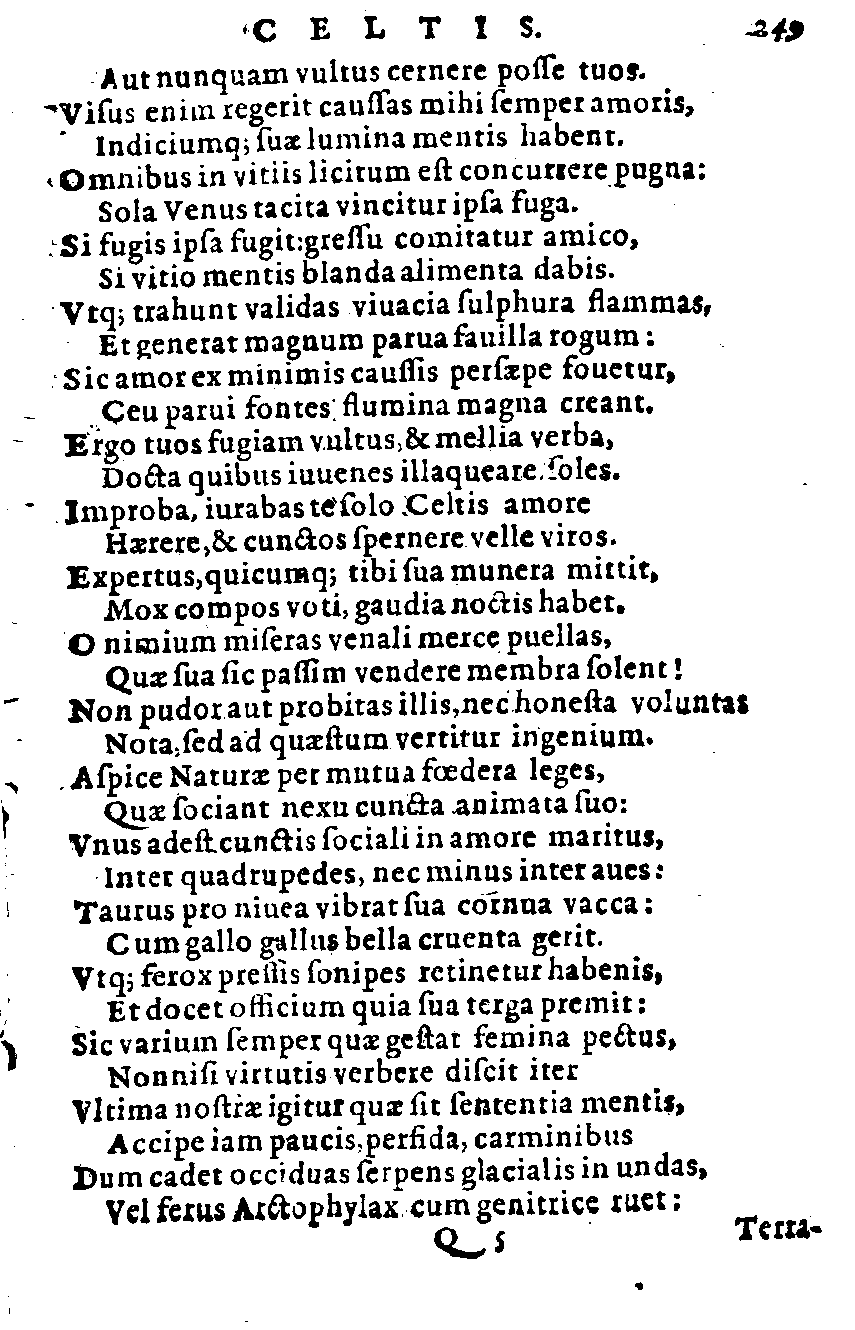 C E L T I S. 249
Aut nunquam vultus cernere poſſe tuos.
Viſus enim regerit cauſſas mihi ſemper amoris,
Indiciumq; ſuæ lumina mentis habent.
Omnibus in vitiis licitum eſt concurrere pugna:
Sola Venus tacita vincitur ipſa fuga.
Si fugis ipſa fugit: greſſu comitatur amico,
Si vitio mentis blanda alimenta dabis.
Vtq; trahunt validas viuacia ſulphura flammas,
Et generat magnum parua fauilla rogum:
Sic amor ex minimis cauſſis perſæpe fouetur,
Ceu parui fontes flumina magna creant.
Ergo tuos fugiam vultus, & mellia verba,
Docta quibus iuuenes illaqueare ſoles.
Improba, iurabas te ſolo Celtis amore
Hærere, & cunctos ſpernere velle viros.
Expertus, quicumq; tibi ſua munera mittit,
Mox compos voti, gaudia noctis habet.
O nimium miſeras venali merce puellas,
Quæ ſua ſic paſſim vendere membra ſolent!
Non pudor aut probitas illis, nec honeſta voluntas
Nota, ſed ad quæſtum vertitur ingenium.
Aſpice Naturæ per mutua fœdera leges,
Quæ ſociant nexu cuncta animata ſuo:
Vnus adeſt cunctis ſociali in amore maritus,
Inter quadrupedes, nec minus inter aues:
Taurus pro niuea vibrat ſua cornua vacca:
Cum gallo gallus bella cruenta gerit.
Vtq; ferox preſſis ſonipes retinetur habenis,
Et docet officium quia ſua terga premit:
Sic varium ſemper quæ geſtat femina pectus,
Non niſi virtutis verbere diſcit iter
Vltima noſtræ igitur quæ ſit ſententia mentis,
Accipe iam paucis, perfida, carminibus
Dum cadet occiduas ſerpens glacialis in undas,
Vel ferus Arctophylax cum genitrice ruet:
Q 5 Terra-